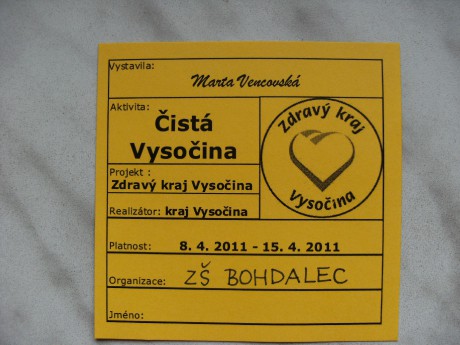 Vystavila:
Marta Vencovská
Aktivita:
Čistá
Vysočina
Zdravý kraj
Vysočina
Projekt :
Zdravý kraj Vysočina
Realizátor: kraj Vysočina
Platnost: 8. 4. 2011 - 15. 4. 2011
Organizace: ZŠ BOHDALEC
Jméno: